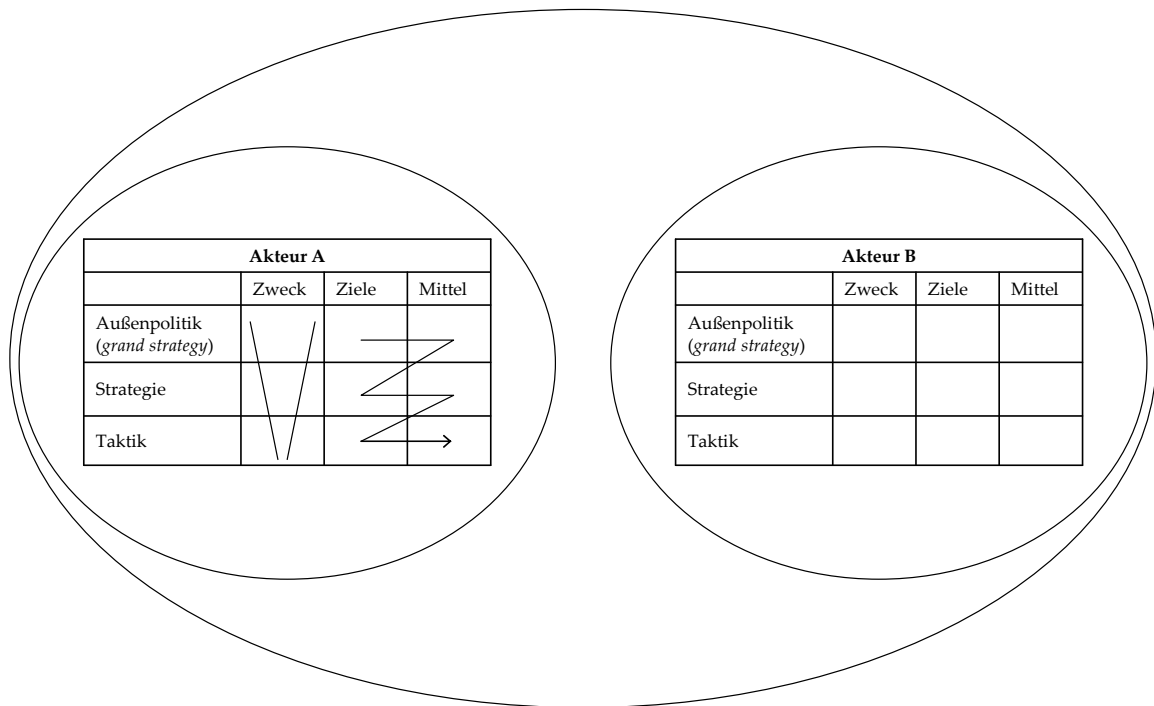 Akteur A
Zweck Ziele Mittel
Außenpolitik
(grand strategy)
Strategie
Taktik
Akteur B
Zweck Ziele Mittel
Außenpolitik
(grand strategy)
Strategie
Taktik